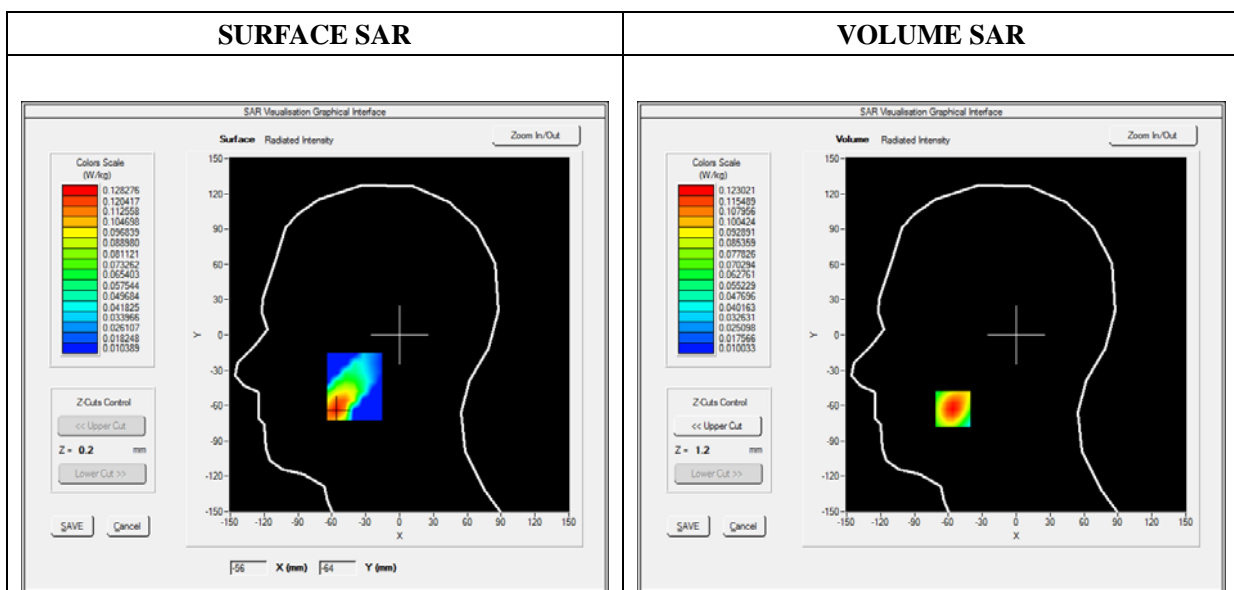 SURFACE SAR
VOLUME SAR
SAR Visualisation Graphical Interface
Surface Radiated Intensity
Zoom In/Out
Colors Scale
(W/kg)
0.128276
0.120417
0.112558
0.104698
0.096839
0.088980
0.081121
0.073262
0.065403
0.057544
0.049684
0.041825
0.033966
0.026107
0.018248
0.010389
Z-Cuts Control
<< Upper Cut
Z = 0.2 mm
Lower Cut >>
SAVE Cancel
150
120
90
60
30
0
-30
-60
-90
-120
-150
Y
-150 -120 -90 -60 -30 0 30 60 90 120 150
X
-56 X (mm) -64 Y (mm)
SAR Visualisation Graphical Interface
Volume Radiated Intensity
Zoom In/Out
Colors Scale
(W/kg)
0.123021
0.115489
0.107956
0.100424
0.092891
0.085359
0.077826
0.070294
0.062761
0.055229
0.047696
0.040163
0.032631
0.025098
0.017566
0.010033
Z-Cuts Control
<< Upper Cut
Z = 1.2 mm
Lower Cut >>
SAVE Cancel
150
120
90
60
30
0
-30
-60
-90
-120
-150
Y
-150 -120 -90 -60 -30 0 30 60 90 120 150
X